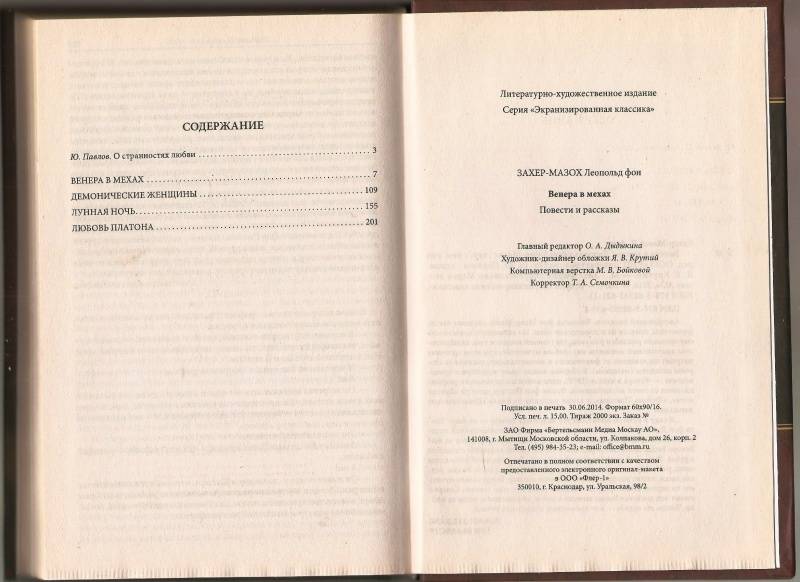 СОДЕРЖАНИЕ
Ю. Павлов. О странностях любви 3
ВЕНЕРА В МЕХАХ 7
ДЕМОНИЧЕСКИЕ ЖЕНЩИНЫ 109
ЛУННАЯ НОЧЬ 155
ЛЮБОВЬ ПЛАТОНА 201
Литературно-художественное издание
Серия «Экранизированная классика»
ЗАХЕР-МАЗОХ Леопольд фон
Венера в мехах
Повести и рассказы
Главный редактор О. А. Дыдыкина
Художник-дизайнер обложки Я. В. Крутий
Компьютерная верстка М. В. Бойковой
Корректор Т. А. Семочкина
Подписано в печать 30.06.2014. Формат 60х90/16.
Усл. печ. л. 15,00. Тираж 2000 экз. Заказ №
ЗАО Фирма «Бертельсманн Медиа Москау АО»,
141008, г. Мытищи Московской области, ул. Колпакова, дом 26, корп. 2
Тел. (495) 984-35-23; e-mail: office@bmm.ru
Отпечатано в полном соответствии с качеством
предоставленного электронного оригинал-макета
в ООО «Флер-1»
350010, г. Краснодар, ул. Уральская, 98/2